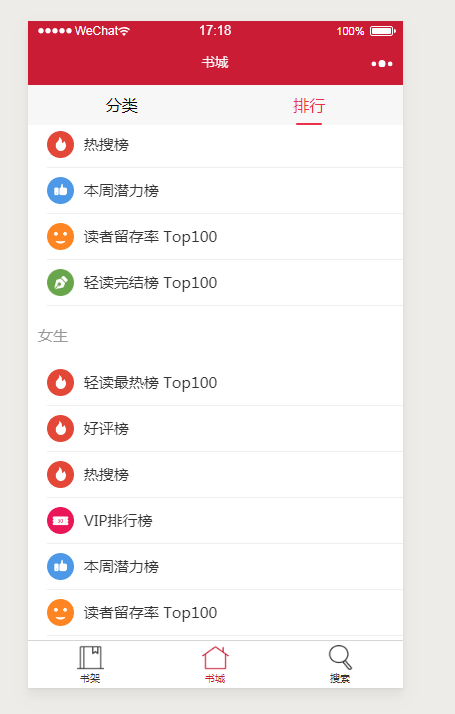 WeChat 17:18 100%
书城
分类 排行
热搜榜
本周潜力榜
读者留存率 Top100
轻读完结榜 Top100
女生
轻读最热榜 Top100
好评榜
热搜榜
VIP排行榜
本周潜力榜
读者留存率 Top100
书架 书城 搜索